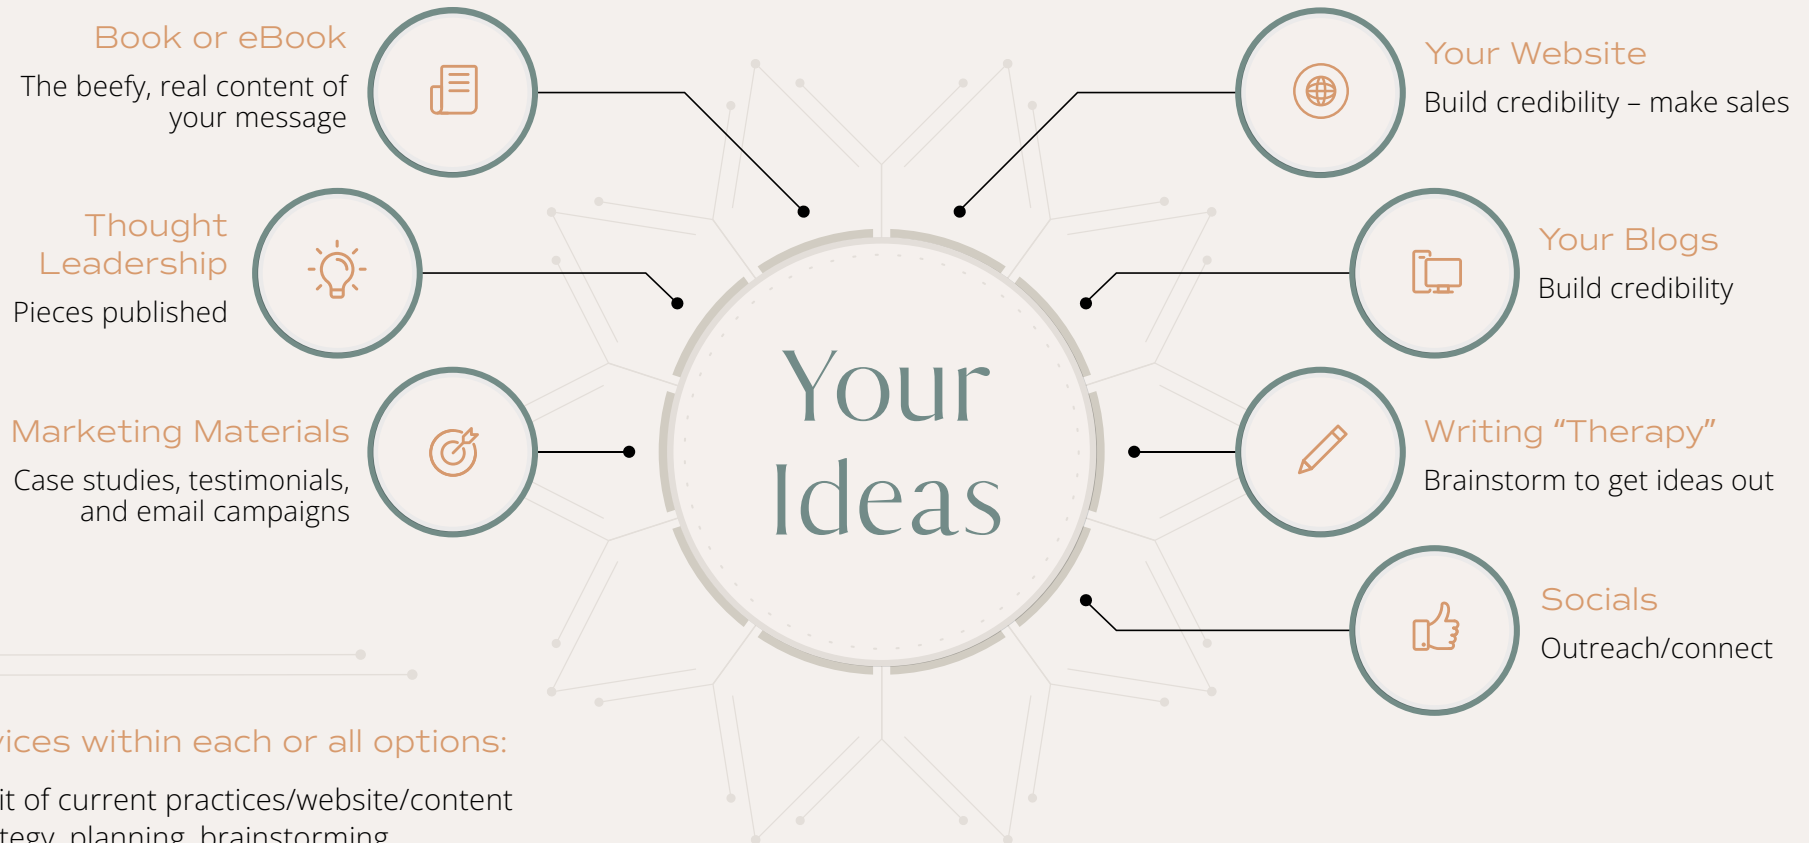 Book or eBook
The beefy, real content of
your message
Thought
Leadership
Pieces published
Marketing Materials
Case studies, testimonials,
and email campaigns
Your
Ideas
Your Website
Build credibility – make sales
Your Blogs
Build credibility
Writing “Therapy”
Brainstorm to get ideas out
Socials
Outreach/connect
within each or all options:
of current practices/website/content
planning, brainstorming